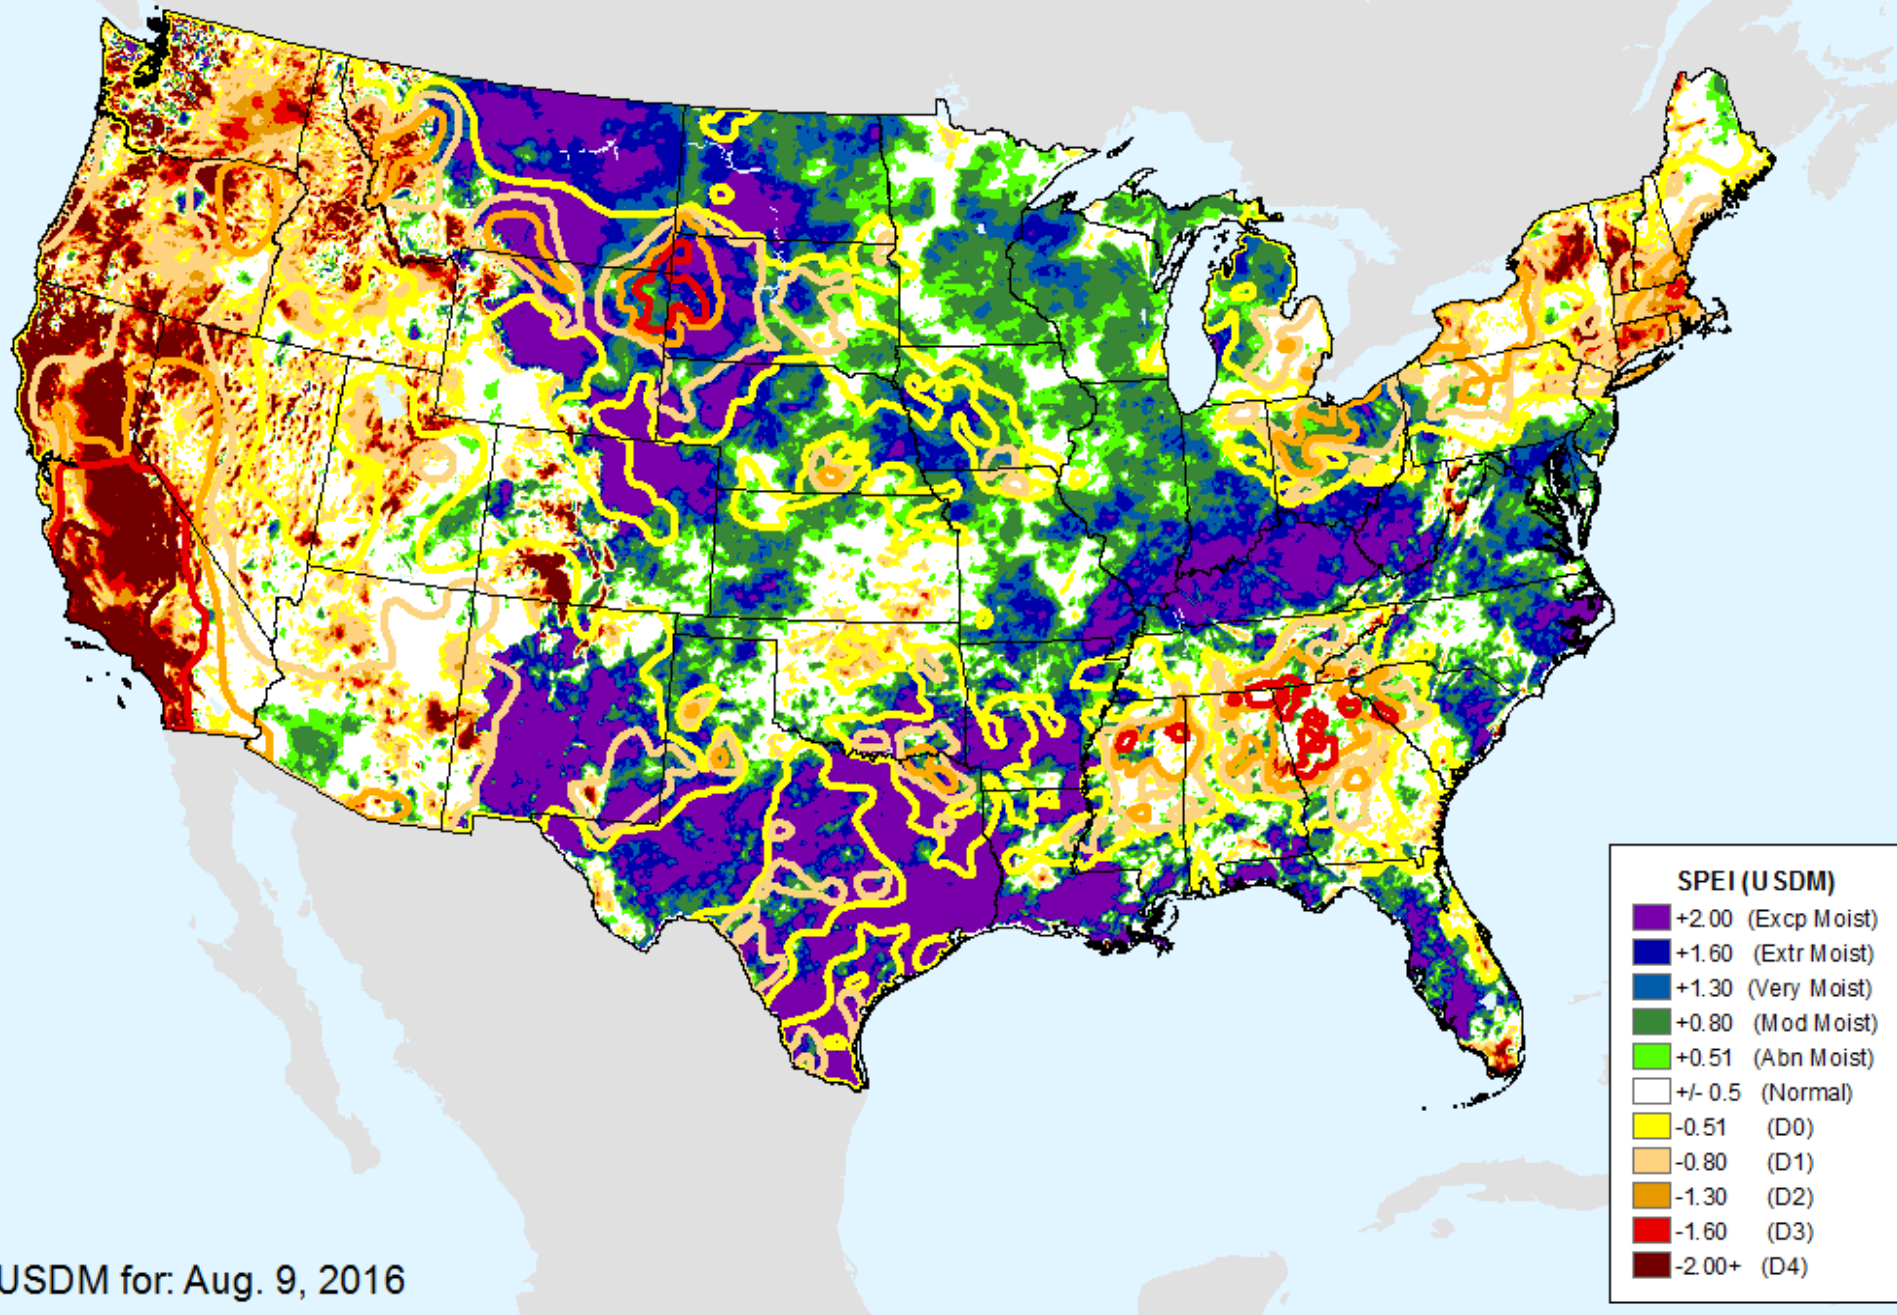 SPEI (USDM)
+2.00 (Excp Moist)
+1.60 (Extr Moist)
+1.30 (Very Moist)
+0.80 (Mod Moist)
+0.51 (Abn Moist)
+/- 0.5 (Normal)
-0.51 (D0)
-0.80 (D1)
-1.30 (D2)
-1.60 (D3)
-2.00+ (D4)
USDM for: Aug. 9, 2016